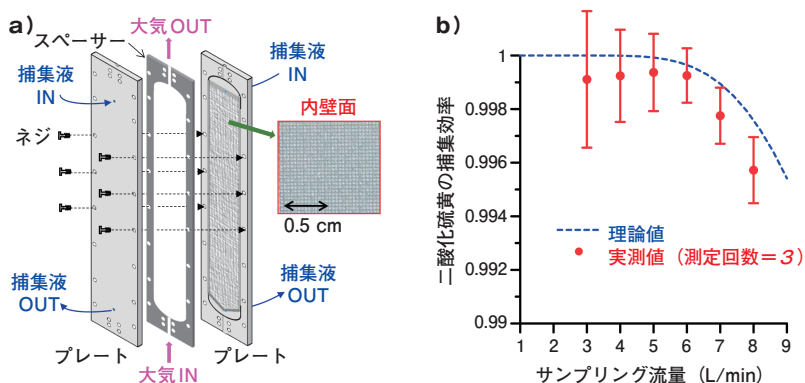 a)
大気OUT
スペーサー
捕集液
IN
捕集液
IN
内壁面
ネジ
0.5 cm
捕集液
OUT
捕集液
OUT
プレート
プレート
大気IN
b)
二酸化硫黄の捕集効率
1
0.998
0.996
0.994
0.992
0.99
理論値
実測値（測定回数＝3）
1 2 3 4 5 6 7 8 9
サンプリング流量（L/min）